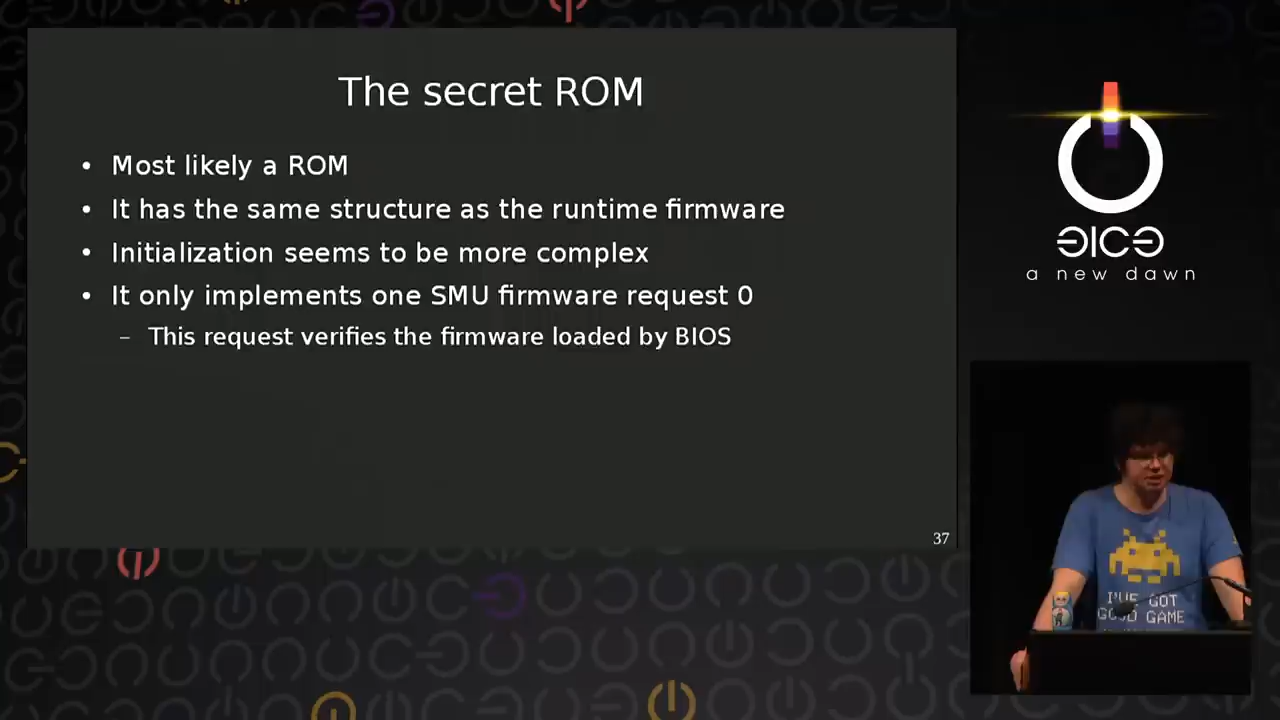 The secret ROM
• Most likely a ROM
• It has the same structure as the runtime firmware
• Initialization seems to be more complex
• It only implements one SMU firmware request 0
– This request verifies the firmware loaded by BIOS
37
a new dawn
I'VE GOT
GOOD GAME